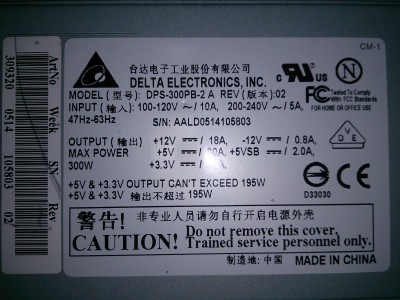 CM-1
台达电子工业股份有限公司
DELTA ELECTRONICS, INC.
MODEL (型号): DPS-300PB-2 A REV (版本):02
INPUT (输入): 100-120V~/ 10A, 200-240V~/ 5A,
47Hz-63Hz
S/N: AALD0514105803
Tested To Comply
With FCC Standards
FOR HOME OR OFFICE USE
OUTPUT (输出) +12V / 18A, -12V / 0.8A,
MAX POWER +5V / A, +5VSB / 2.0A,
300W +3.3V /
+5V & +3.3V OUTPUT CAN'T EXCEED 195W
+5V & +3.3V 输出不超过 195W
D33030
警告! 非专业人员请勿自行开启电源外壳
CAUTION! Do not remove this cover.
Trained service personnel only.
制造地: 中国 MADE IN CHINA
ArtNo Week SN Rev
309320 0514 105803 02